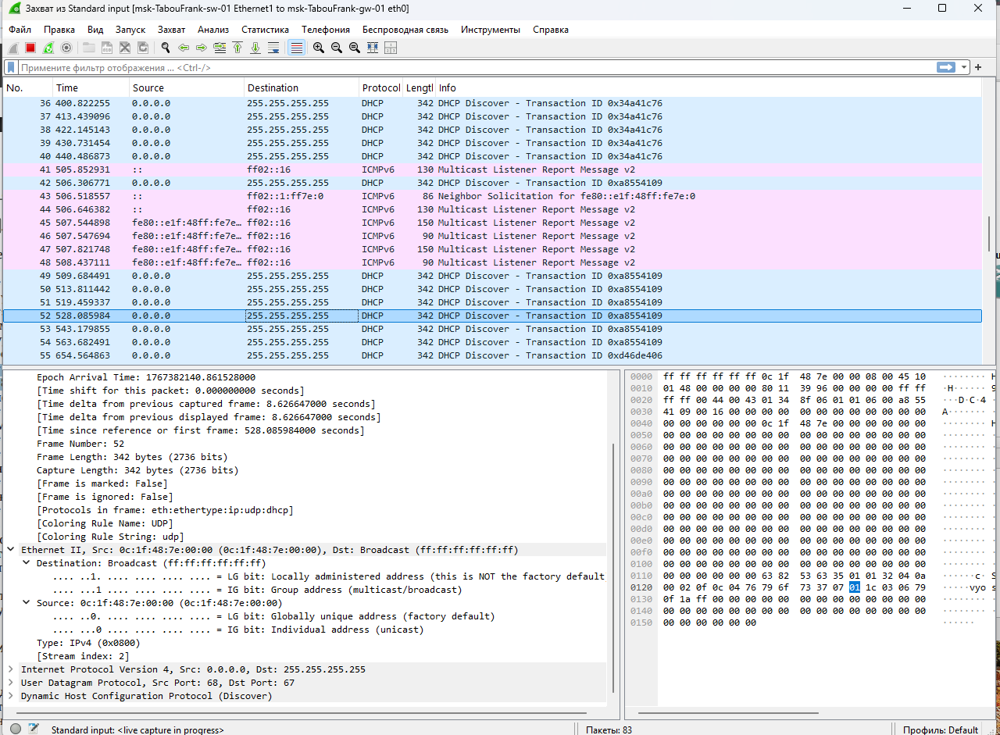 Захват из Standard input [msk-TabouFrank-sw-01 Ethernet1 to msk-TabouFrank-gw-01 eth0]
Файл Правка Вид Запуск Захват Анализ Статистика Телефония Беспроводная связь Инструменты Справка
Примените фильтр отображения … <Ctrl-/>
No. Time Source Destination Protocol Lengtl Info
36 400.822255 0.0.0.0 255.255.255.255 DHCP 342 DHCP Discover - Transaction ID 0x34a41c76
37 413.439096 0.0.0.0 255.255.255.255 DHCP 342 DHCP Discover - Transaction ID 0x34a41c76
38 422.145143 0.0.0.0 255.255.255.255 DHCP 342 DHCP Discover - Transaction ID 0x34a41c76
39 430.731454 0.0.0.0 255.255.255.255 DHCP 342 DHCP Discover - Transaction ID 0x34a41c76
40 440.486873 0.0.0.0 255.255.255.255 DHCP 342 DHCP Discover - Transaction ID 0x34a41c76
41 505.852931 :: ff02::16 ICMPv6 130 Multicast Listener Report Message v2
42 506.306771 0.0.0.0 255.255.255.255 DHCP 342 DHCP Discover - Transaction ID 0xa8554109
43 506.518557 :: ff02::1:ff7e:0 ICMPv6 86 Neighbor Solicitation for fe80::e1f:48ff:fe7e:0
44 506.646382 :: ff02::16 ICMPv6 130 Multicast Listener Report Message v2
45 507.544898 fe80::e1f:48ff:fe7e… ff02::16 ICMPv6 150 Multicast Listener Report Message v2
46 507.547694 fe80::e1f:48ff:fe7e… ff02::16 ICMPv6 90 Multicast Listener Report Message v2
47 507.821748 fe80::e1f:48ff:fe7e… ff02::16 ICMPv6 150 Multicast Listener Report Message v2
48 508.437111 fe80::e1f:48ff:fe7e… ff02::16 ICMPv6 90 Multicast Listener Report Message v2
49 509.684491 0.0.0.0 255.255.255.255 DHCP 342 DHCP Discover - Transaction ID 0xa8554109
50 513.811442 0.0.0.0 255.255.255.255 DHCP 342 DHCP Discover - Transaction ID 0xa8554109
51 519.459337 0.0.0.0 255.255.255.255 DHCP 342 DHCP Discover - Transaction ID 0xa8554109
52 528.085984 0.0.0.0 255.255.255.255 DHCP 342 DHCP Discover - Transaction ID 0xa8554109
53 543.179855 0.0.0.0 255.255.255.255 DHCP 342 DHCP Discover - Transaction ID 0xa8554109
54 563.682491 0.0.0.0 255.255.255.255 DHCP 342 DHCP Discover - Transaction ID 0xa8554109
55 654.564863 0.0.0.0 255.255.255.255 DHCP 342 DHCP Discover - Transaction ID 0xd46de406
Epoch Arrival Time: 1767382140.861528000
[Time shift for this packet: 0.000000000 seconds]
[Time delta from previous captured frame: 8.626647000 seconds]
[Time delta from previous displayed frame: 8.626647000 seconds]
[Time since reference or first frame: 528.085984000 seconds]
Frame Number: 52
Frame Length: 342 bytes (2736 bits)
Capture Length: 342 bytes (2736 bits)
[Frame is marked: False]
[Frame is ignored: False]
[Protocols in frame: eth:ethertype:ip:udp:dhcp]
[Coloring Rule Name: UDP]
[Coloring Rule String: udp]
Ethernet II, Src: 0c:1f:48:7e:00:00 (0c:1f:48:7e:00:00), Dst: Broadcast (ff:ff:ff:ff:ff:ff)
Destination: Broadcast (ff:ff:ff:ff:ff:ff)
.... ..1. .... .... .... .... = LG bit: Locally administered address (this is NOT the factory default
.... ...1 .... .... .... .... = IG bit: Group address (multicast/broadcast)
Source: 0c:1f:48:7e:00:00 (0c:1f:48:7e:00:00)
.... ..0. .... .... .... .... = LG bit: Globally unique address (factory default)
.... ...0 .... .... .... .... = IG bit: Individual address (unicast)
Type: IPv4 (0x0800)
[Stream index: 2]
Internet Protocol Version 4, Src: 0.0.0.0, Dst: 255.255.255.255
User Datagram Protocol, Src Port: 68, Dst Port: 67
Dynamic Host Configuration Protocol (Discover)
0000 ff ff ff ff ff ff 0c 1f 48 7e 00 00 08 00 45 10 ········ H
0010 01 48 00 00 00 00 80 11 39 96 00 00 00 00 ff ff ·H······ 9
0020 ff ff 00 44 00 43 01 34 8f 06 01 01 06 00 a8 55 ···D·C·4
0030 41 09 00 16 00 00 00 00 00 00 00 00 00 00 00 00 A·······
0040 00 00 00 00 00 00 0c 1f 48 7e 00 00 00 00 00 00 ········ H
0050 00 00 00 00 00 00 00 00 00 00 00 00 00 00 00 00 ········
0060 00 00 00 00 00 00 00 00 00 00 00 00 00 00 00 00 ········
0070 00 00 00 00 00 00 00 00 00 00 00 00 00 00 00 00 ········
0080 00 00 00 00 00 00 00 00 00 00 00 00 00 00 00 00 ········
0090 00 00 00 00 00 00 00 00 00 00 00 00 00 00 00 00 ········
00a0 00 00 00 00 00 00 00 00 00 00 00 00 00 00 00 00 ········
00b0 00 00 00 00 00 00 00 00 00 00 00 00 00 00 00 00 ········
00c0 00 00 00 00 00 00 00 00 00 00 00 00 00 00 00 00 ········
00d0 00 00 00 00 00 00 00 00 00 00 00 00 00 00 00 00 ········
00e0 00 00 00 00 00 00 00 00 00 00 00 00 00 00 00 00 ········
00f0 00 00 00 00 00 00 00 00 00 00 00 00 00 00 00 00 ········
0100 00 00 00 00 00 00 00 00 00 00 00 00 00 00 00 00 ········
0110 00 00 00 00 00 00 63 82 53 63 35 01 01 32 04 0a ······c· S
0120 00 02 0f 0c 04 76 79 6f 73 37 07 01 1c 03 06 79 ·····vyo s
0130 0f 1a ff 00 00 00 00 00 00 00 00 00 00 00 00 00 ········
0140 00 00 00 00 00 00 00 00 00 00 00 00 00 00 00 00 ········
0150 00 00 00 00 00 00 ······
Standard input: <live capture in progress> Пакеты: 83 Профиль: Default